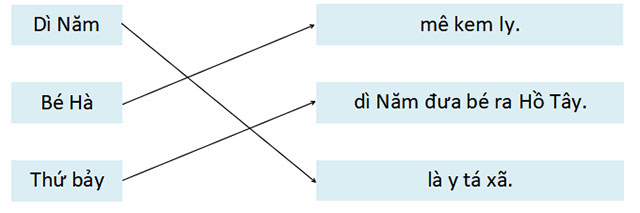 Dì Năm
mê kem ly.
Bé Hà
dì Năm đưa bé ra Hồ Tây.
Thứ bảy
là y tá xã.